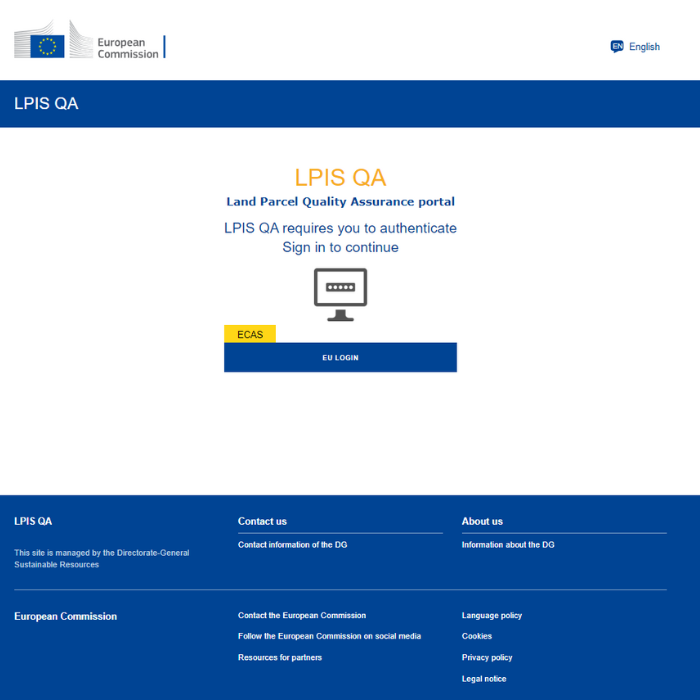 European
Commission
EN English
LPIS QA
LPIS QA
Land Parcel Quality Assurance portal
LPIS QA requires you to authenticate
Sign in to continue
ECAS
EU LOGIN
LPIS QA
This site is managed by the Directorate-General
Sustainable Resources
Contact us
Contact information of the DG
About us
Information about the DG
European Commission
Contact the European Commission
Follow the European Commission on social media
Resources for partners
Language policy
Cookies
Privacy policy
Legal notice